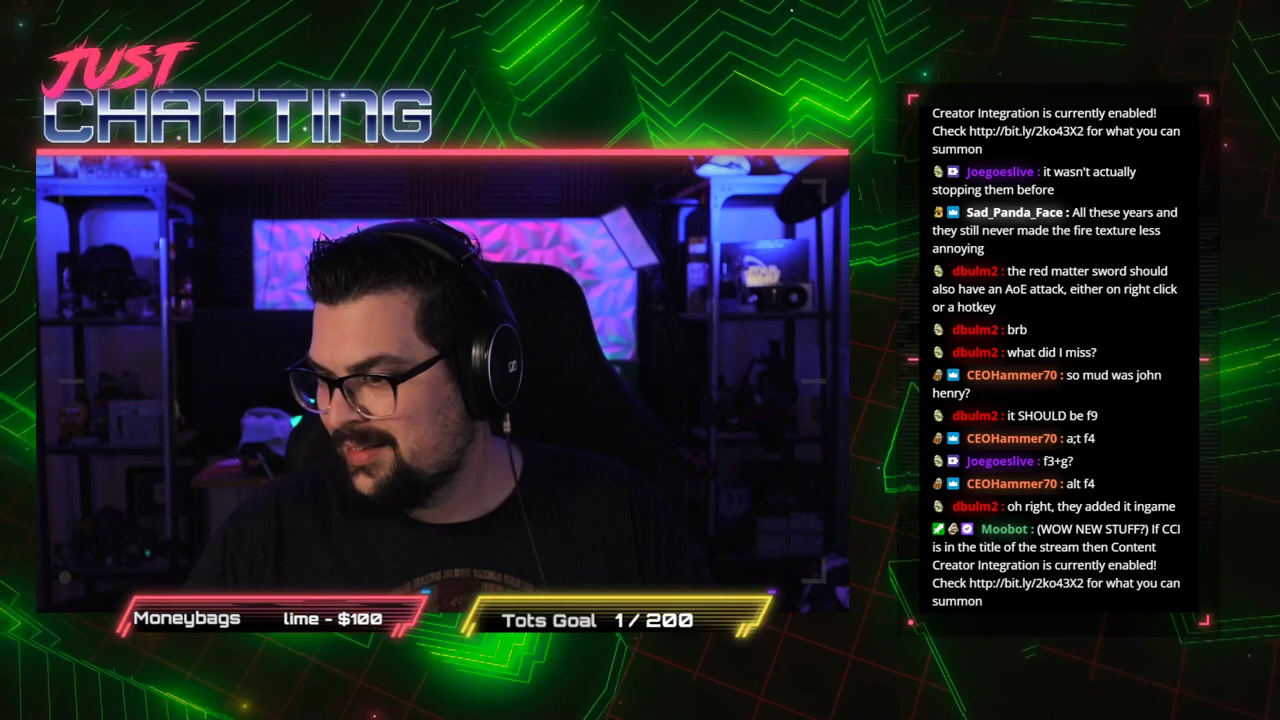 JUST
CHATTING
Creator Integration is currently enabled!
Check http://bit.ly/2ko43X2 for what you can
summon
Joegoeslive : it wasn't actually
stopping them before
Sad_Panda_Face : All these years and
they still never made the fire texture less
annoying
dbulm2 : the red matter sword should
also have an AoE attack, either on right click
or a hotkey
dbulm2 : brb
dbulm2 : what did I miss?
CEOHammer70 : so mud was john
henry?
dbulm2 : it SHOULD be f9
CEOHammer70 : a;t f4
Joegoeslive : f3+g?
CEOHammer70 : alt f4
dbulm2 : oh right, they added it ingame
Moobot : (WOW NEW STUFF?) If CCI
is in the title of the stream then Content
Creator Integration is currently enabled!
Check http://bit.ly/2ko43X2 for what you can
summon
Moneybags lime - $100
Tots Goal 1 / 200